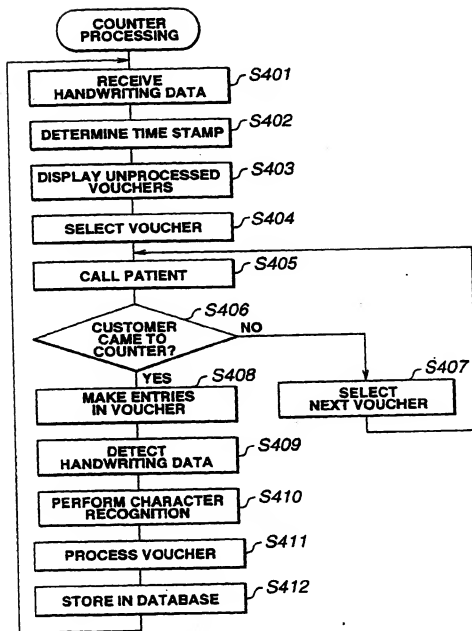 COUNTER
PROCESSING
RECEIVE
HANDWRITING DATA
S401
DETERMINE TIME STAMP
S402
DISPLAY UNPROCESSED
VOUCHERS
S403
SELECT VOUCHER
S404
CALL PATIENT
S405
CUSTOMER
CAME TO
COUNTER?
S406
NO
YES
SELECT
NEXT VOUCHER
S407
MAKE ENTRIES
IN VOUCHER
S408
DETECT
HANDWRITING DATA
S409
PERFORM CHARACTER
RECOGNITION
S410
PROCESS VOUCHER
S411
STORE IN DATABASE
S412